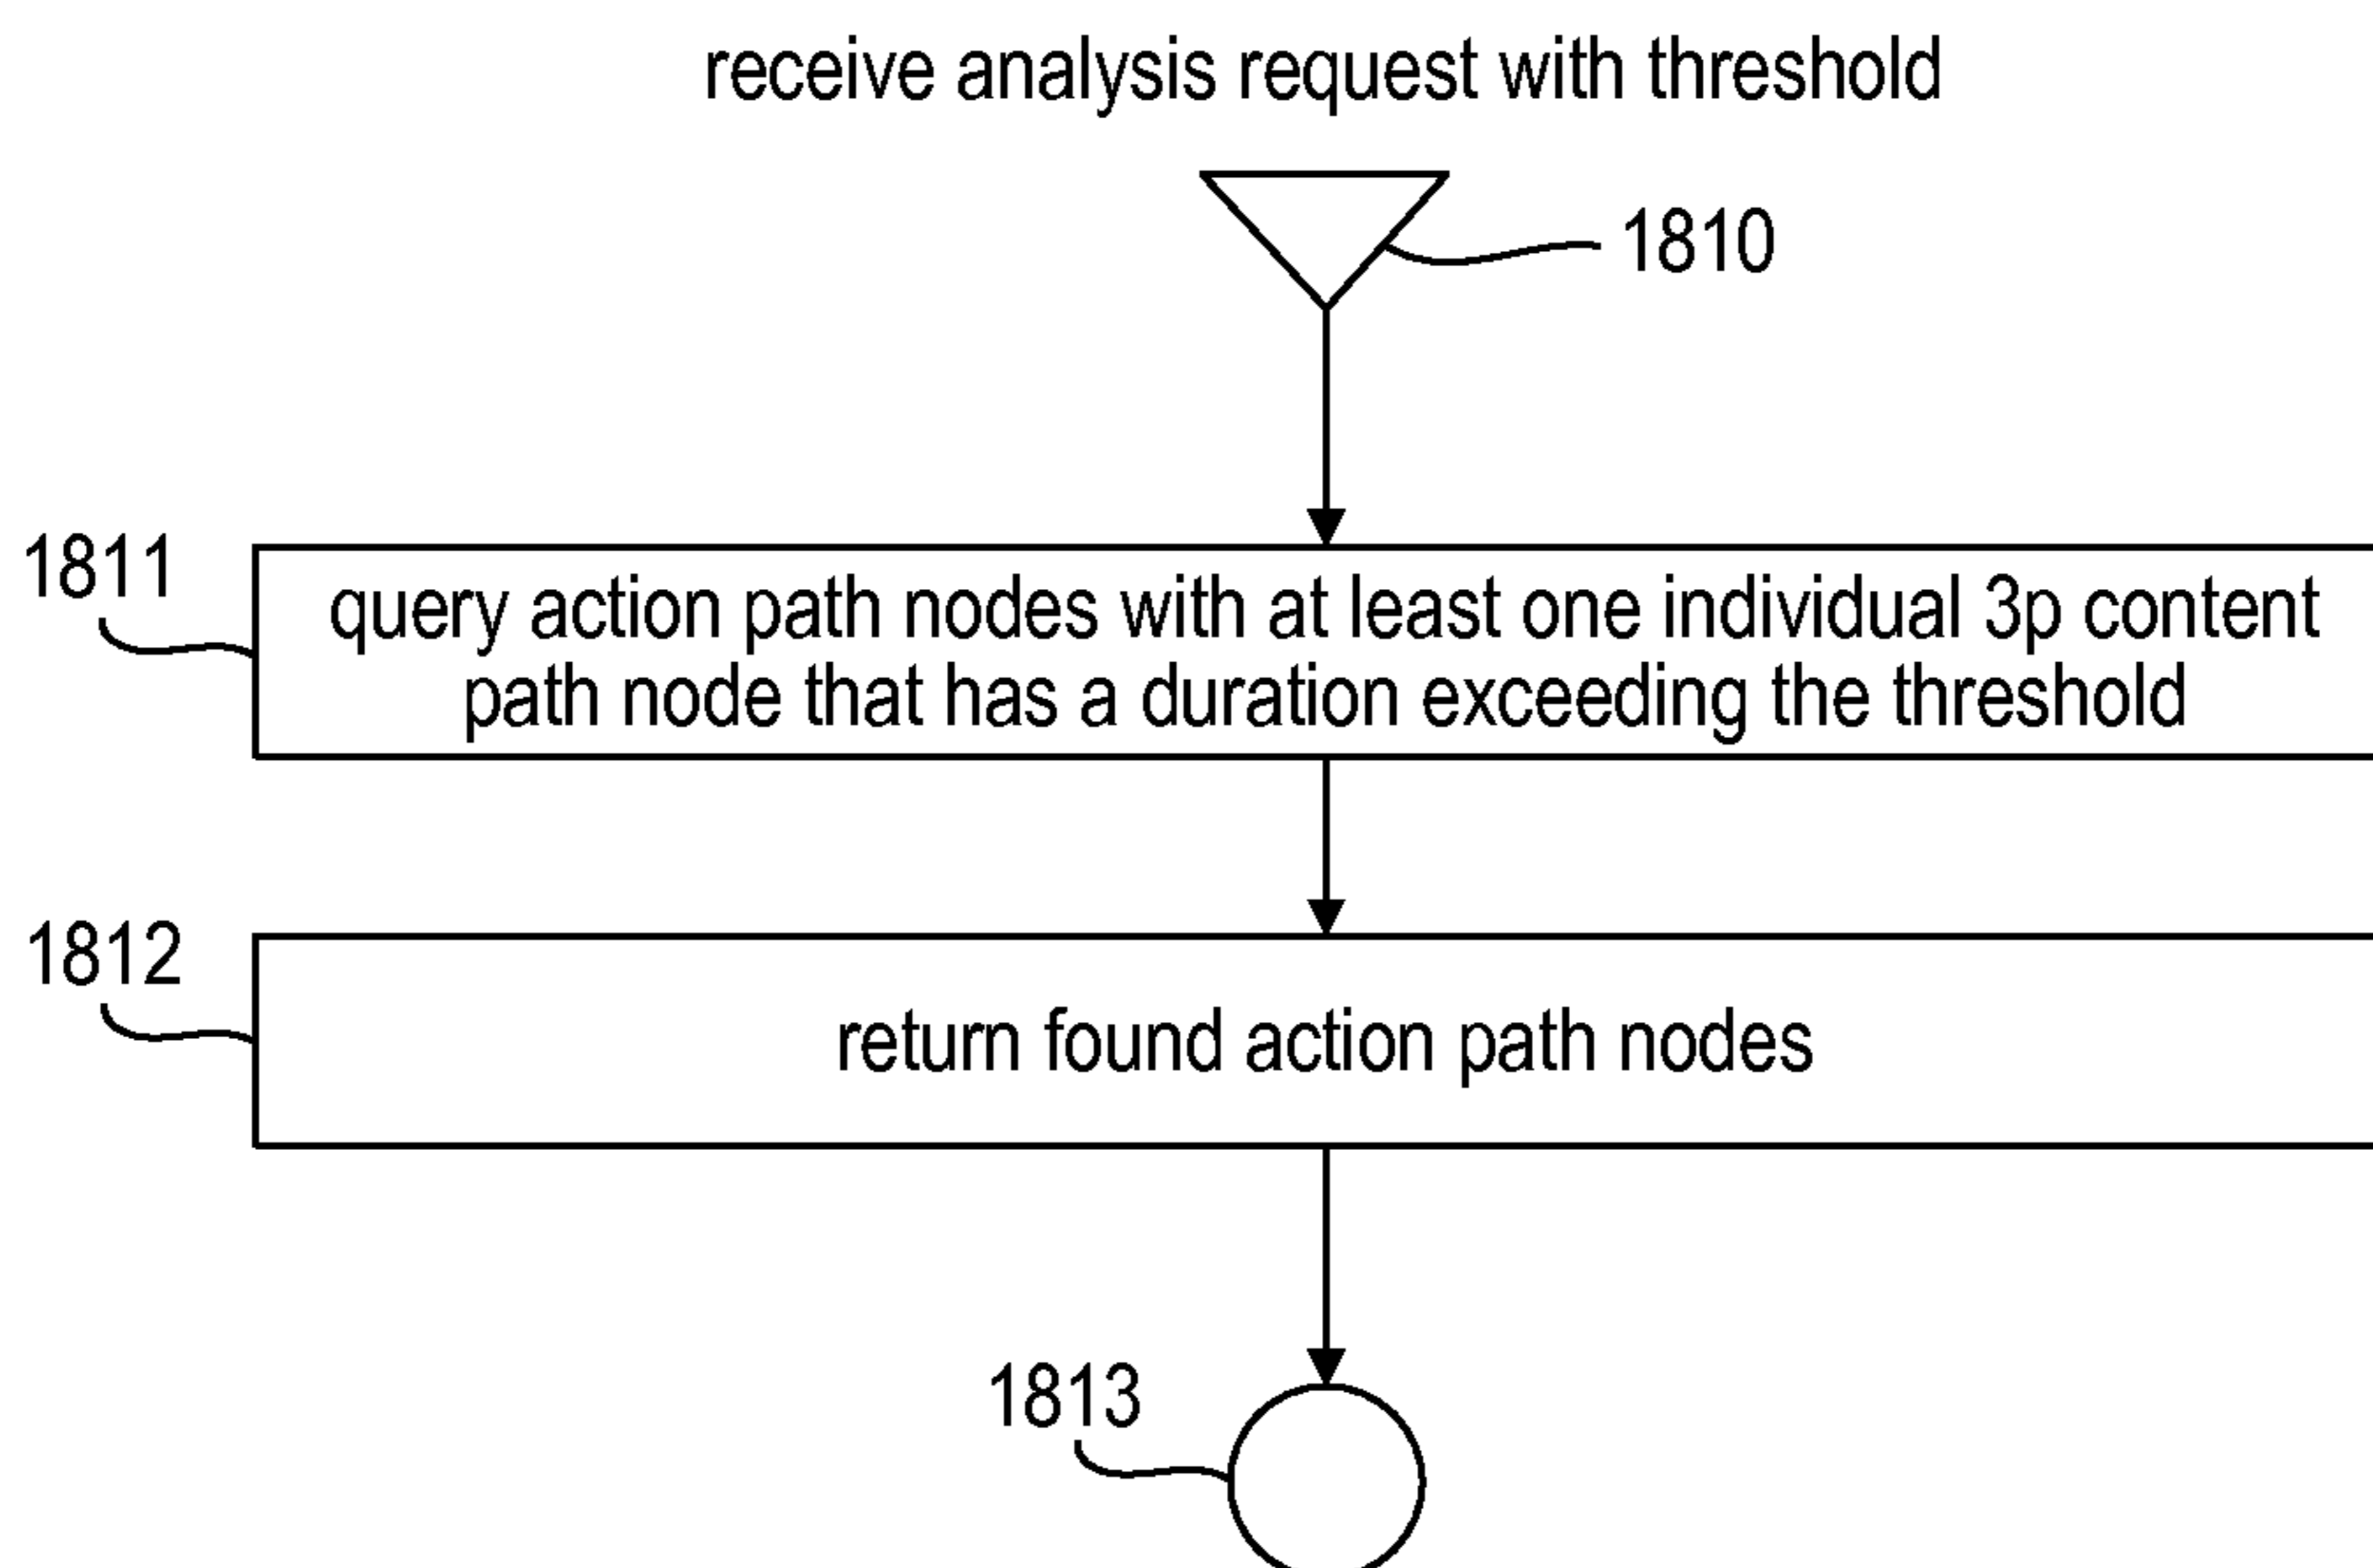 receive analysis request with threshold
1810
1811
query action path nodes with at least one individual 3p content
path node that has a duration exceeding the threshold
1812
return found action path nodes
1813